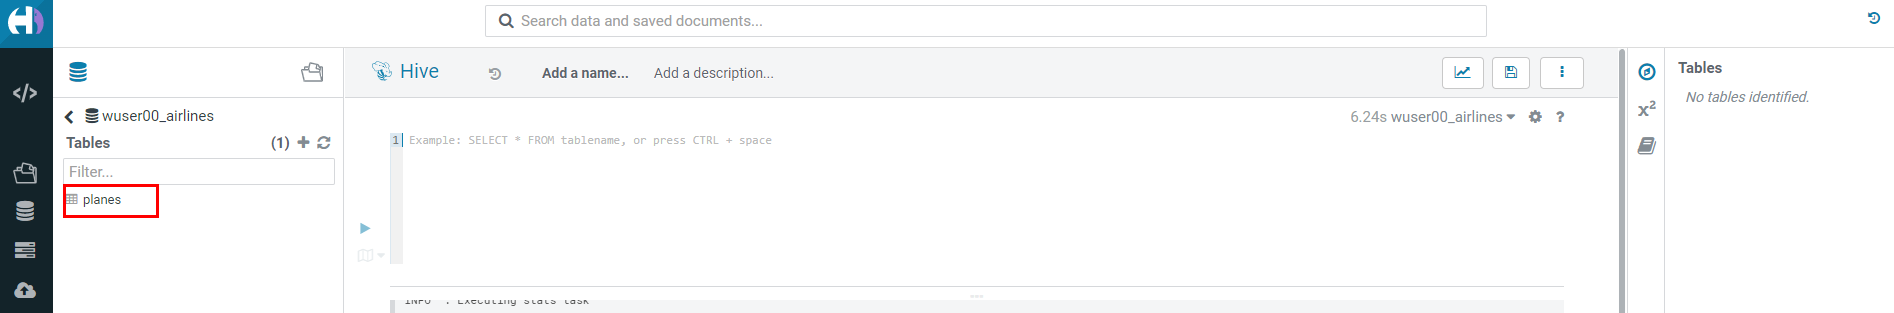 Search data and saved documents...
Hive
Add a name...
Add a description...
wuser00_airlines
Tables
(1)
Filter...
planes
6.24s wuser00_airlines
?
1
Example: SELECT * FROM tablename, or press CTRL + space
INFO : Executing stats task
Tables
No tables identified.
x²